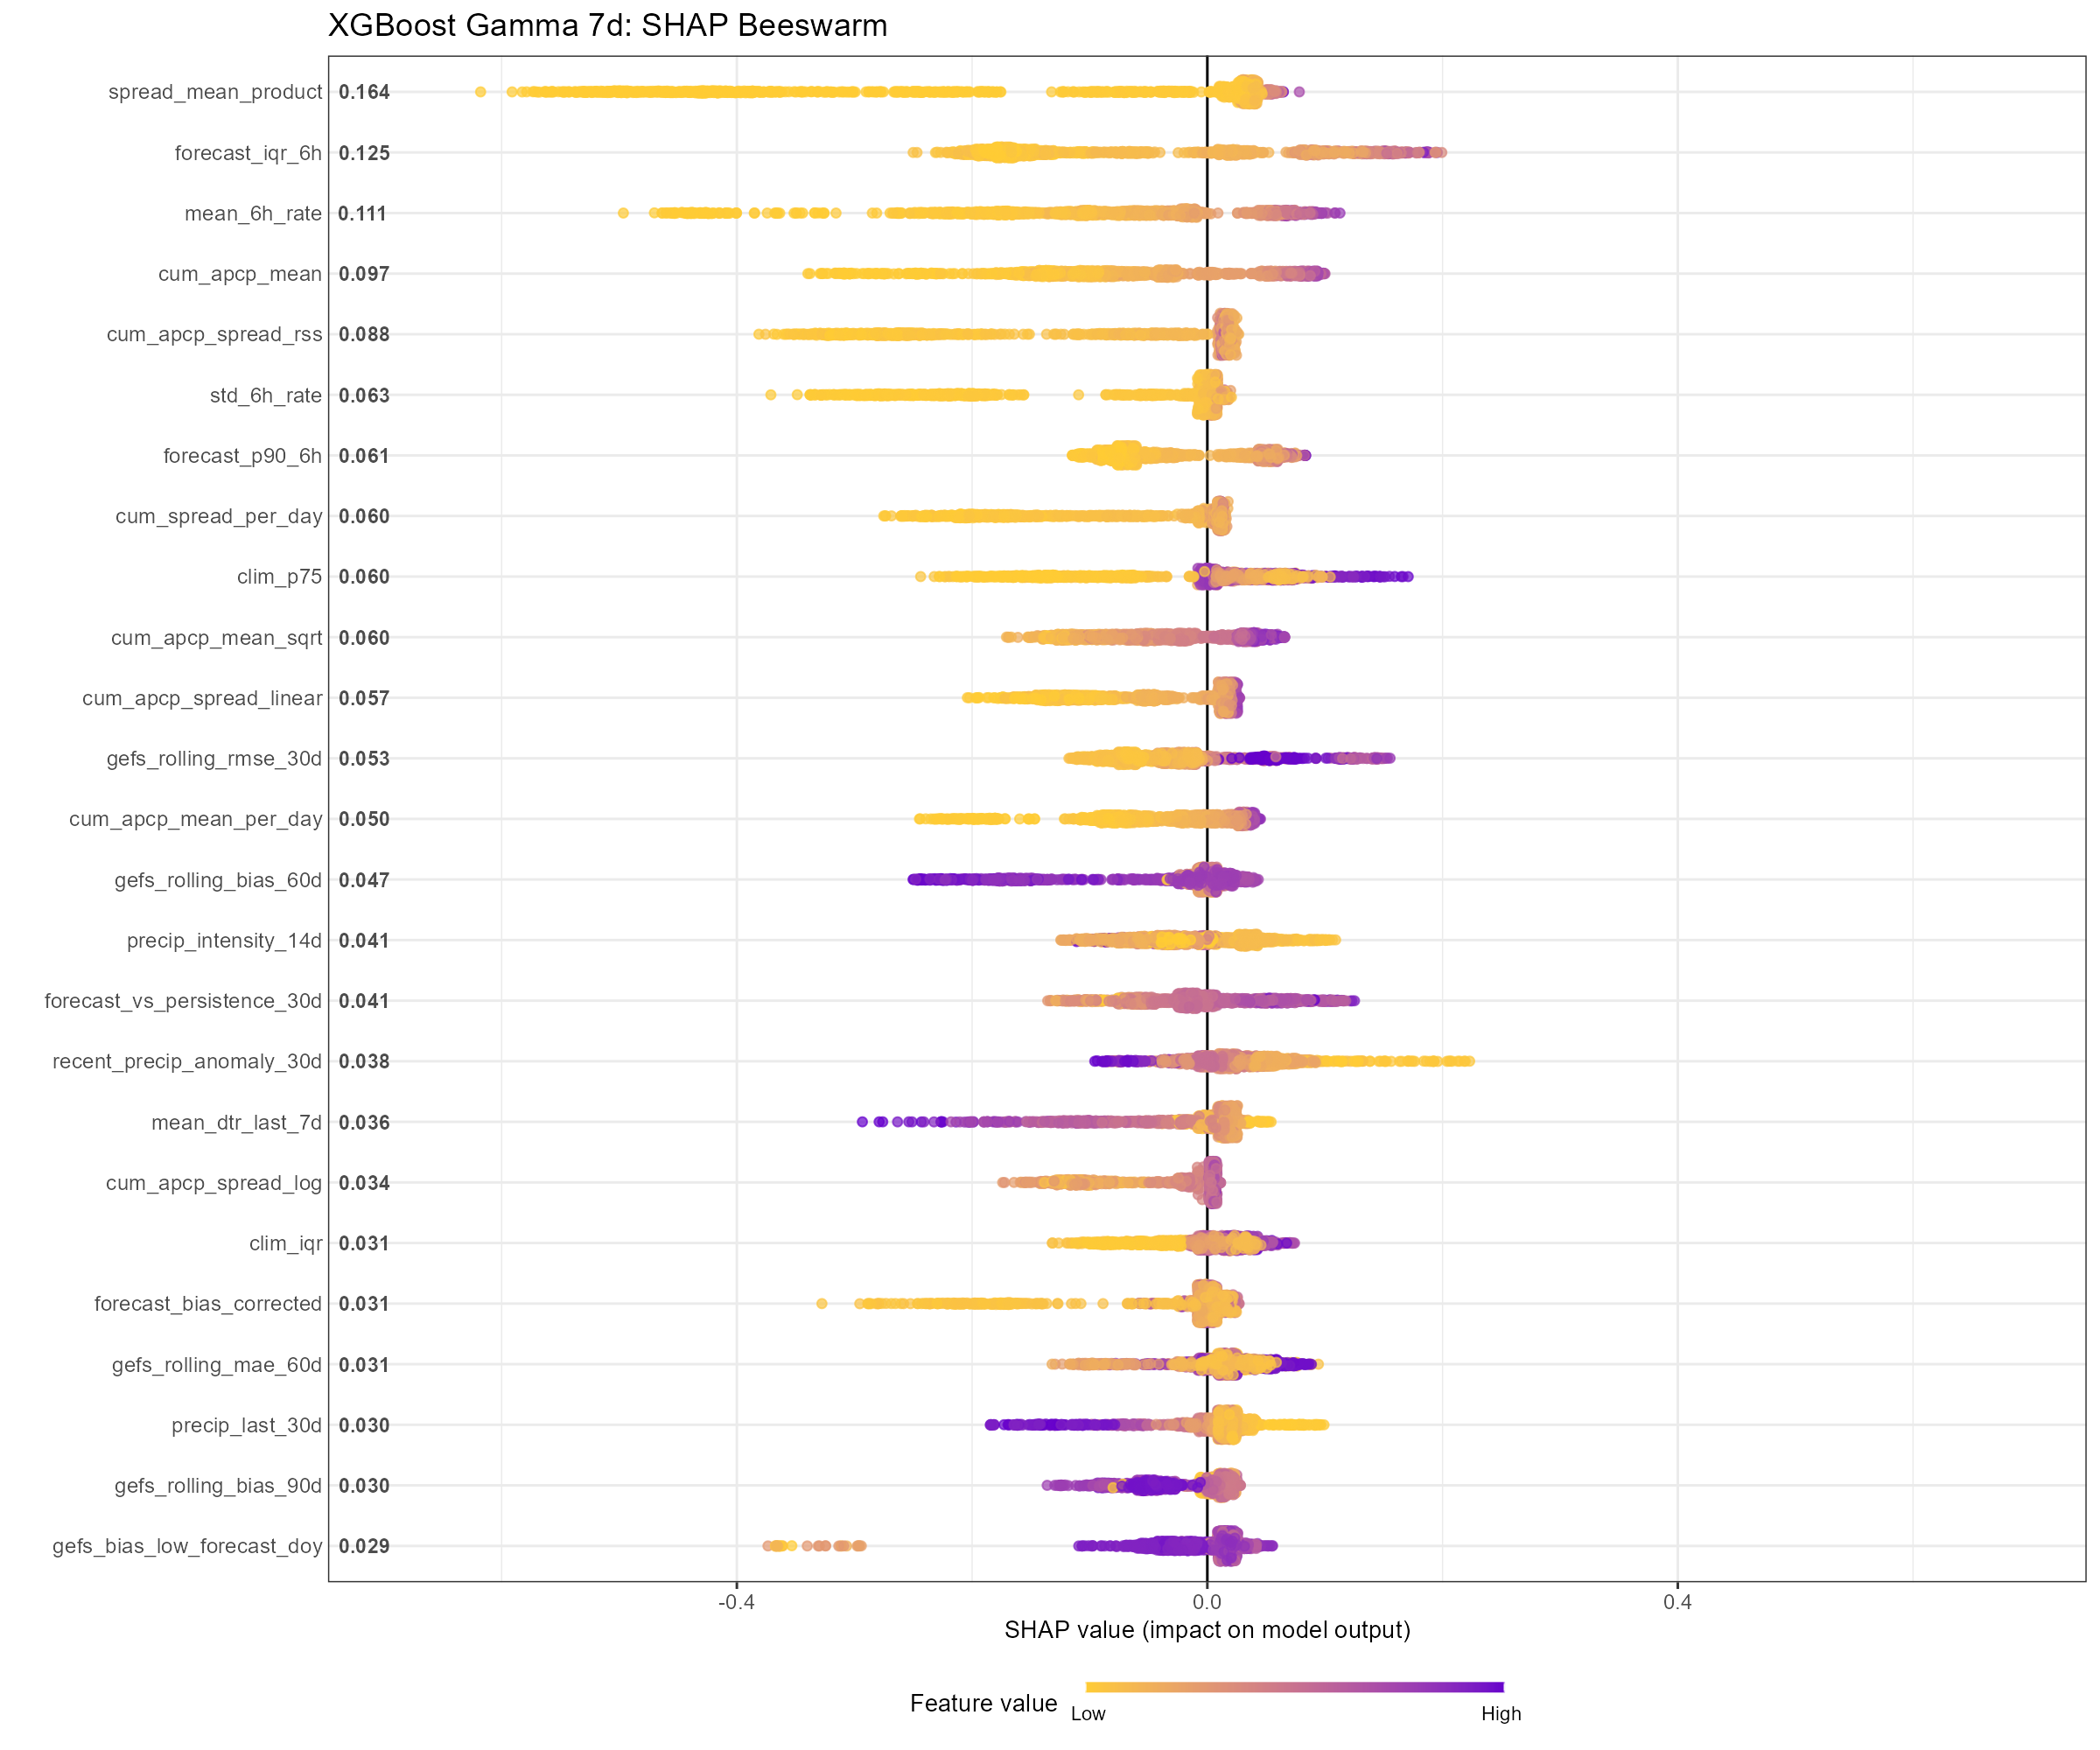 XGBoost Gamma 7d: SHAP Beeswarm
spread_mean_product 0.164
forecast_iqr_6h 0.125
mean_6h_rate 0.111
cum_apcp_mean 0.097
cum_apcp_spread_rss 0.088
std_6h_rate 0.063
forecast_p90_6h 0.061
cum_spread_per_day 0.060
clim_p75 0.060
cum_apcp_mean_sqrt 0.060
cum_apcp_spread_linear 0.057
gefs_rolling_rmse_30d 0.053
cum_apcp_mean_per_day 0.050
gefs_rolling_bias_60d 0.047
precip_intensity_14d 0.041
forecast_vs_persistence_30d 0.041
recent_precip_anomaly_30d 0.038
mean_dtr_last_7d 0.036
cum_apcp_spread_log 0.034
clim_iqr 0.031
forecast_bias_corrected 0.031
gefs_rolling_mae_60d 0.031
precip_last_30d 0.030
gefs_rolling_bias_90d 0.030
gefs_bias_low_forecast_doy 0.029
-0.4 0.0 0.4
SHAP value (impact on model output)
Feature value
Low High